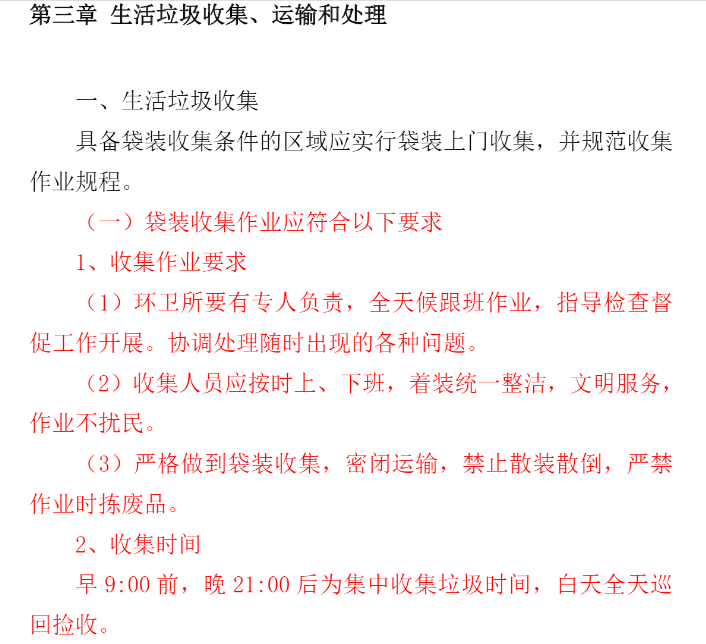 第三章 生活垃圾收集、运输和处理
一、生活垃圾收集
具备袋装收集条件的区域应实行袋装上门收集，并规范收集
作业规程。
（一）袋装收集作业应符合以下要求
1、收集作业要求
（1）环卫所要有专人负责，全天候跟班作业，指导检查督
促工作开展。协调处理随时出现的各种问题。
（2）收集人员应按时上、下班，着装统一整洁，文明服务，
作业不扰民。
（3）严格做到袋装收集，密闭运输，禁止散装散倒，严禁
作业时拣废品。
2、收集时间
早 9:00 前，晚 21:00 后为集中收集垃圾时间，白天全天巡
回捡收。